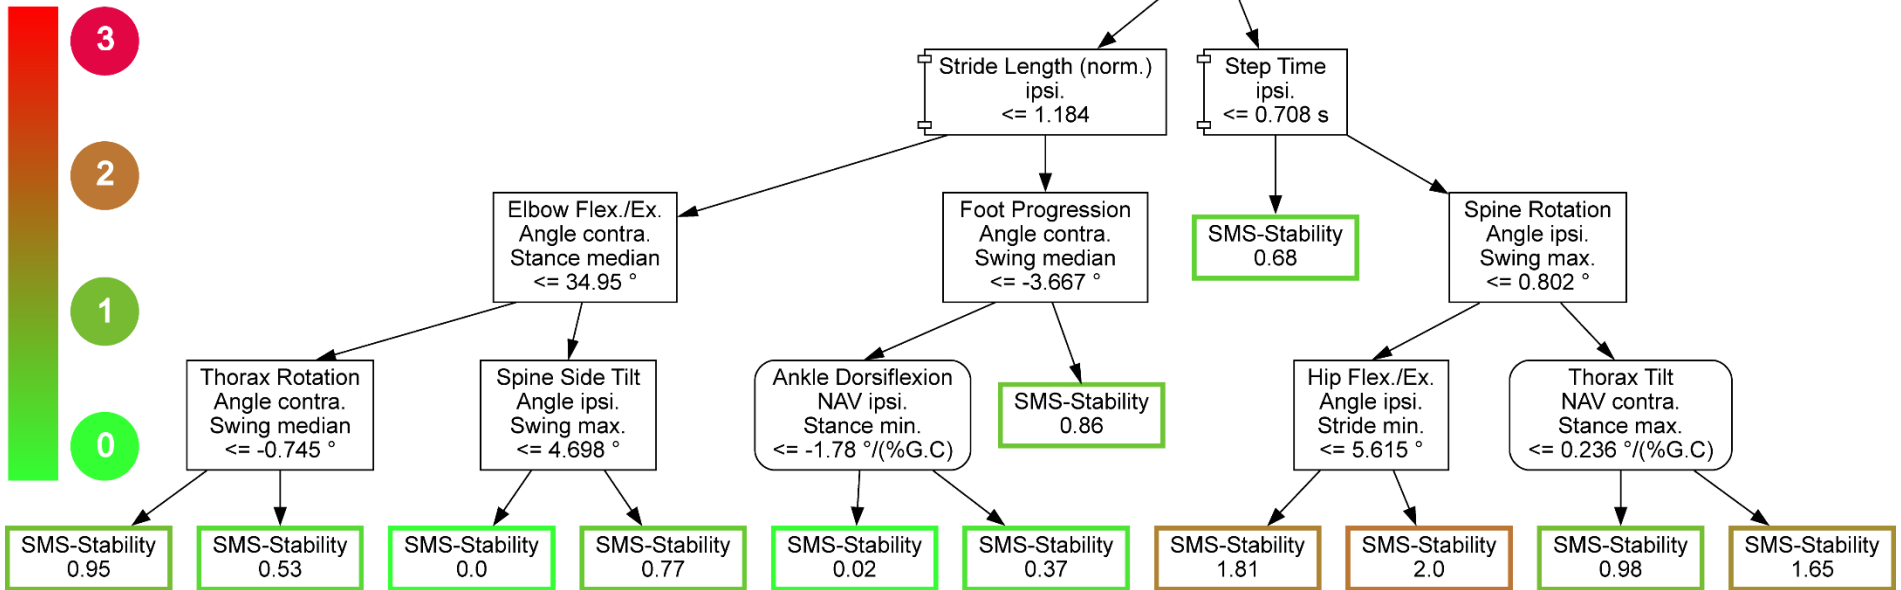 3
2
1
0
Stride Length (norm.)
ipsi.
<= 1.184
Step Time
ipsi.
<= 0.708 s
Elbow Flex./Ex.
Angle contra.
Stance median
<= 34.95 °
Foot Progression
Angle contra.
Swing median
<= -3.667 °
SMS-Stability
0.68
Spine Rotation
Angle ipsi.
Swing max.
<= 0.802 °
Thorax Rotation
Angle contra.
Swing median
<= -0.745 °
Spine Side Tilt
Angle ipsi.
Swing max.
<= 4.698 °
Ankle Dorsiflexion
NAV ipsi.
Stance min.
<= -1.78 °/(%G.C)
SMS-Stability
0.86
Hip Flex./Ex.
Angle ipsi.
Stride min.
<= 5.615 °
Thorax Tilt
NAV contra.
Stance max.
<= 0.236 °/(%G.C)
SMS-Stability
0.95
SMS-Stability
0.53
SMS-Stability
0.0
SMS-Stability
0.77
SMS-Stability
0.02
SMS-Stability
0.37
SMS-Stability
1.81
SMS-Stability
2.0
SMS-Stability
0.98
SMS-Stability
1.65